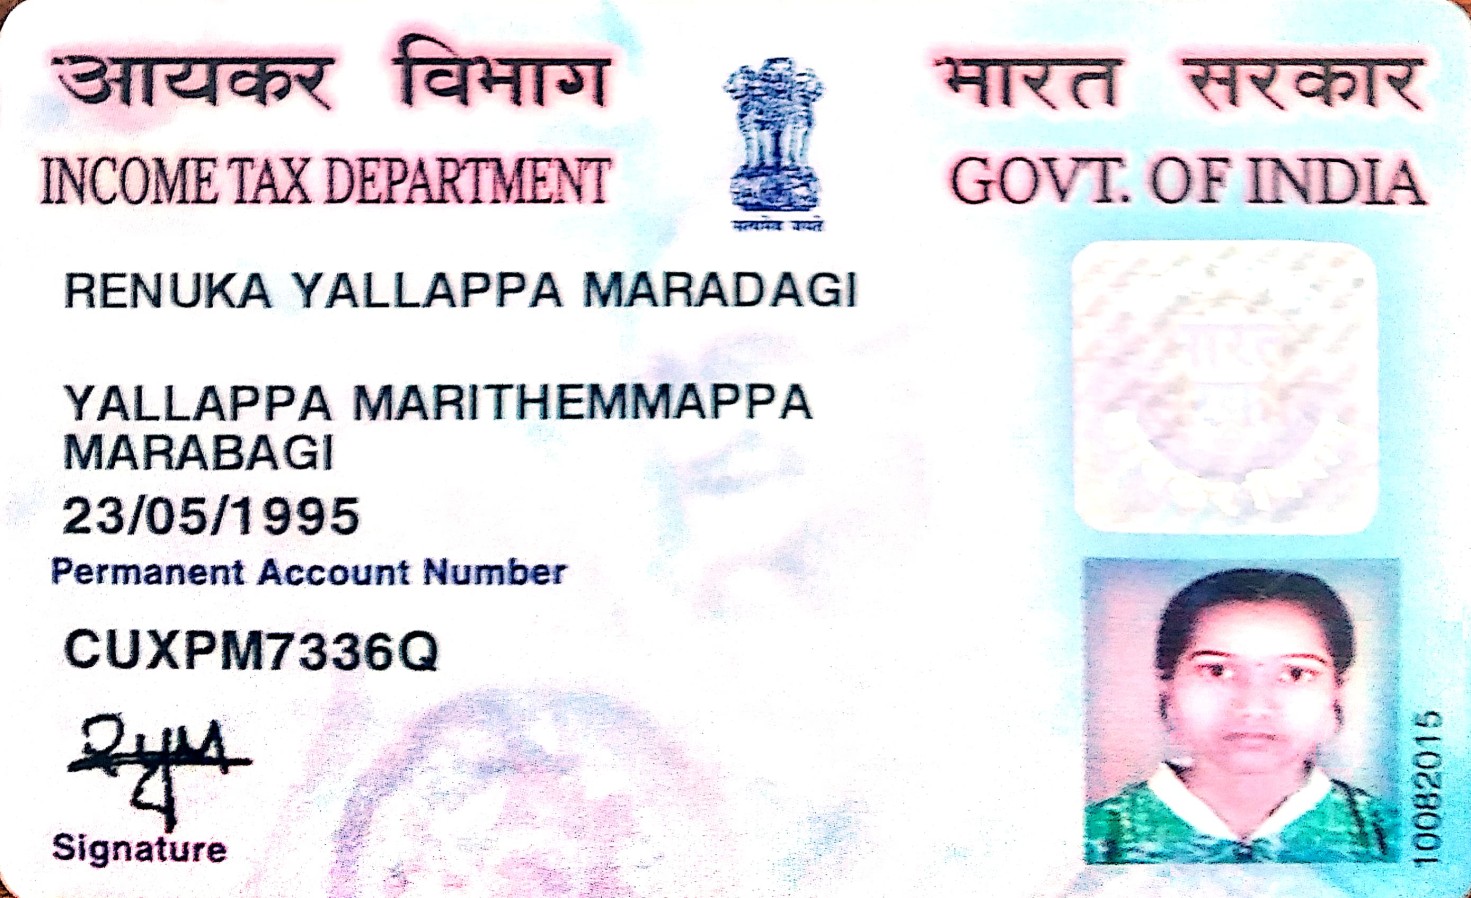 आयकर विभाग
INCOME TAX DEPARTMENT
भारत सरकार
GOVT. OF INDIA
सत्यमेव जयते
RENUKA YALLAPPA MARADAGI
YALLAPPA MARITHEMMAPPA
MARABAGI
23/05/1995
Permanent Account Number
CUXPM7336Q
Signature
भारत
10082015